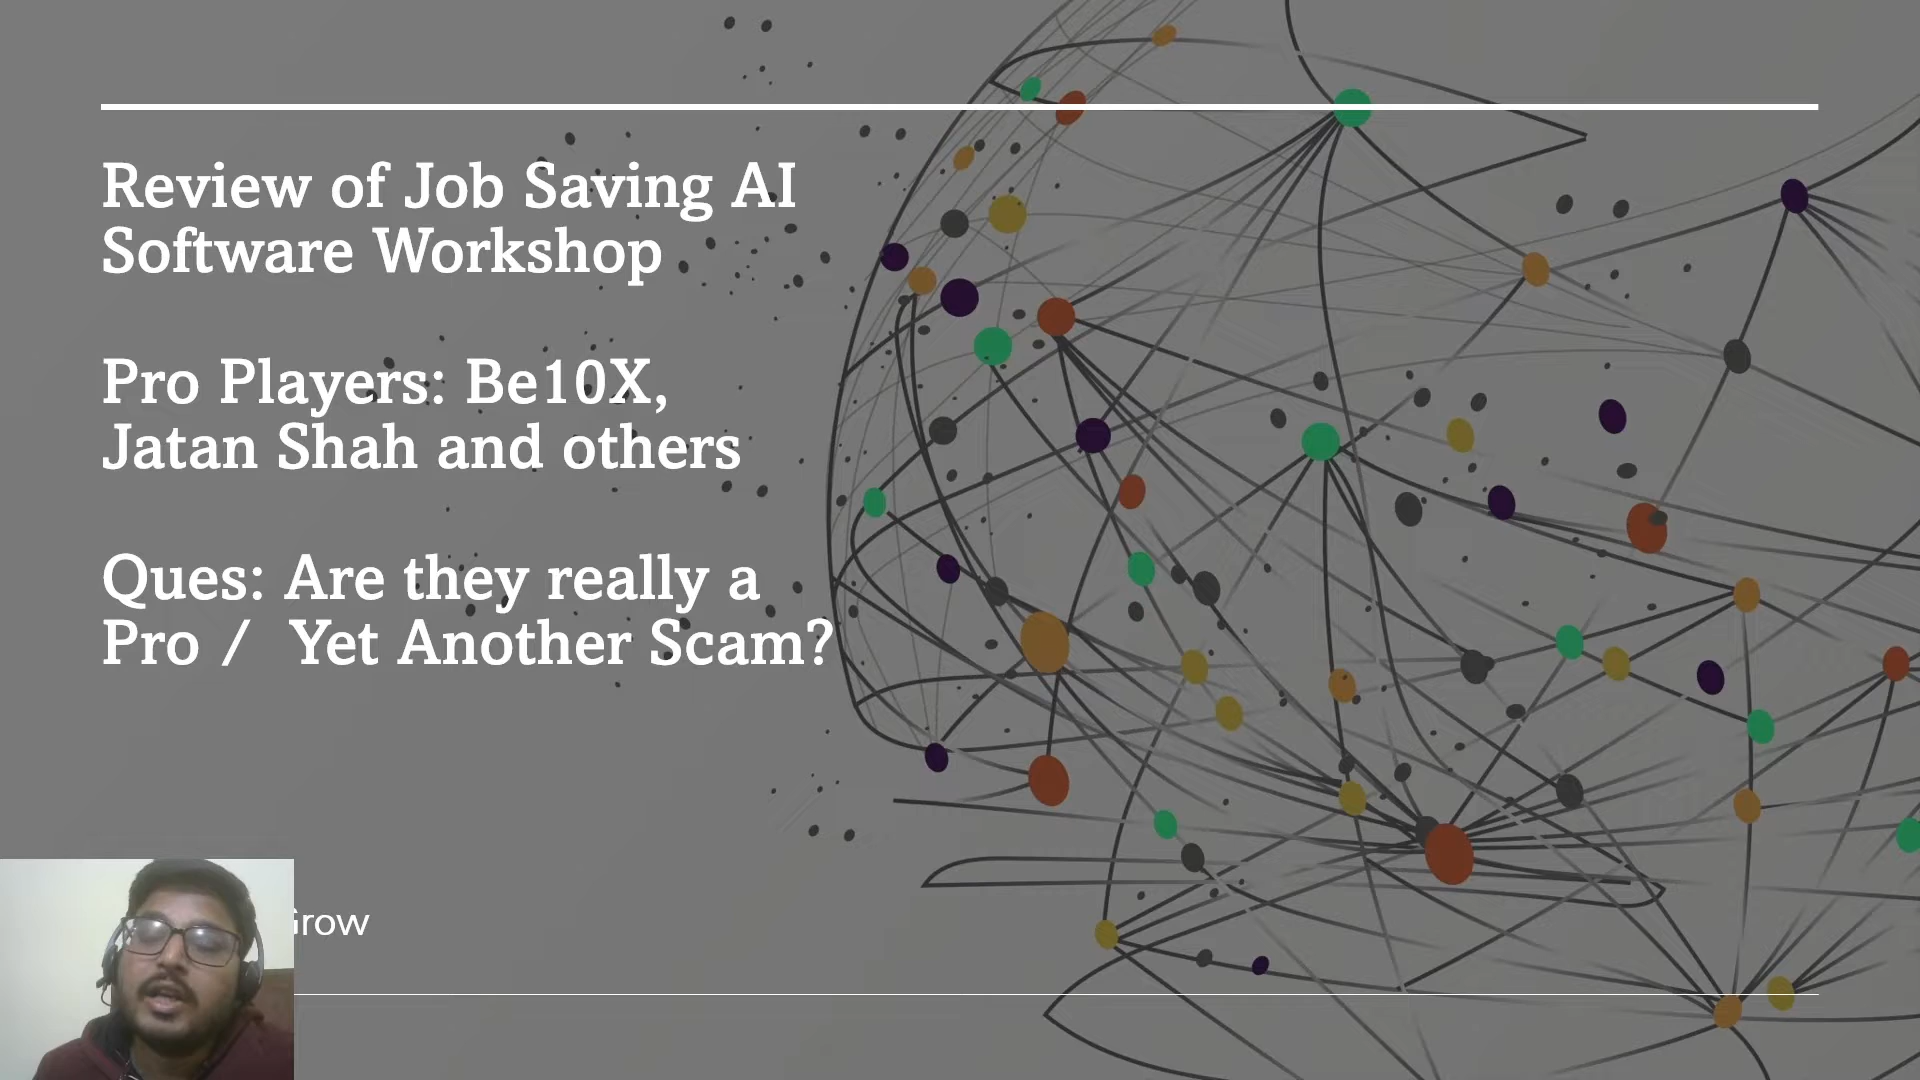 Review of Job Saving AI
Software Workshop
Pro Players: Be10X,
Jatan Shah and others
Ques: Are they really a
Pro / Yet Another Scam?